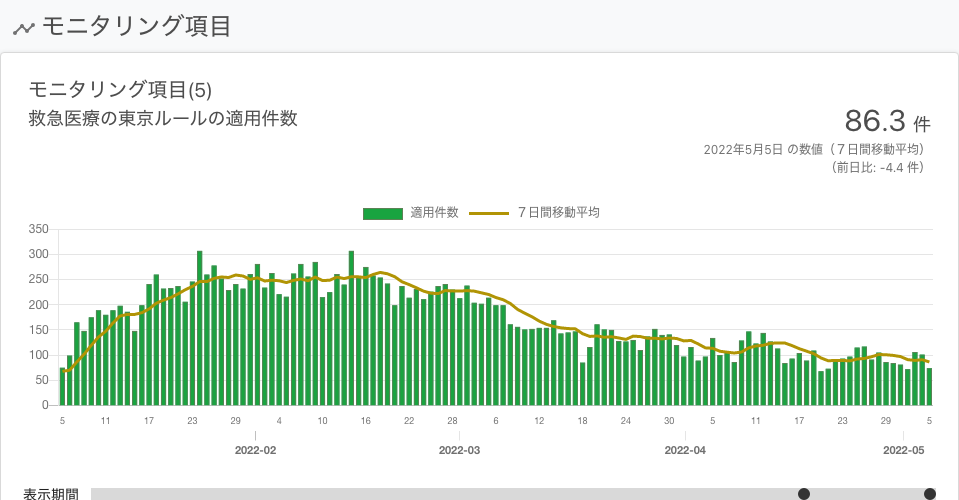 モニタリング項目
モニタリング項目(5)
救急医療の東京ルールの適用件数
86.3 件
2022年5月5日 の数値（７日間移動平均）
（前日比: -4.4 件）
適用件数 ７日間移動平均
350
300
250
200
150
100
50
0
5 11 17 23 29 4 10 16 22 28 6 12 18 24 30 5 11 17 23 29 5
2022-02 2022-03 2022-04 2022-05
表示期間